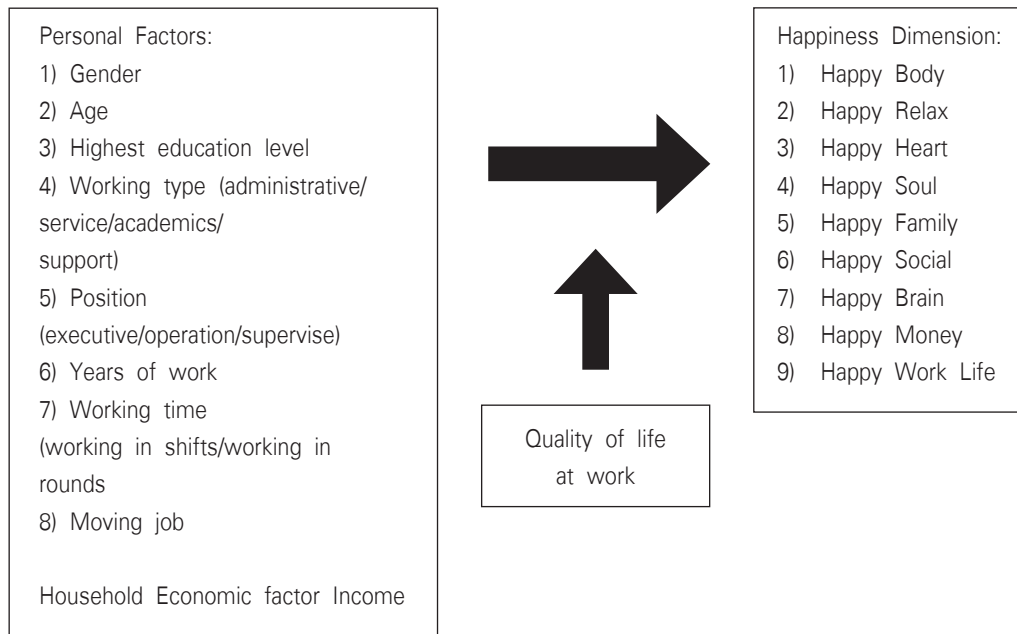 Personal Factors:
1) Gender
2) Age
3) Highest education level
4) Working type (administrative/
service/academics/
support)
5) Position
(executive/operation/supervise)
6) Years of work
7) Working time
(working in shifts/working in
rounds
8) Moving job
Household Economic factor Income
Quality of life
at work
Happiness Dimension:
1) Happy Body
2) Happy Relax
3) Happy Heart
4) Happy Soul
5) Happy Family
6) Happy Social
7) Happy Brain
8) Happy Money
9) Happy Work Life